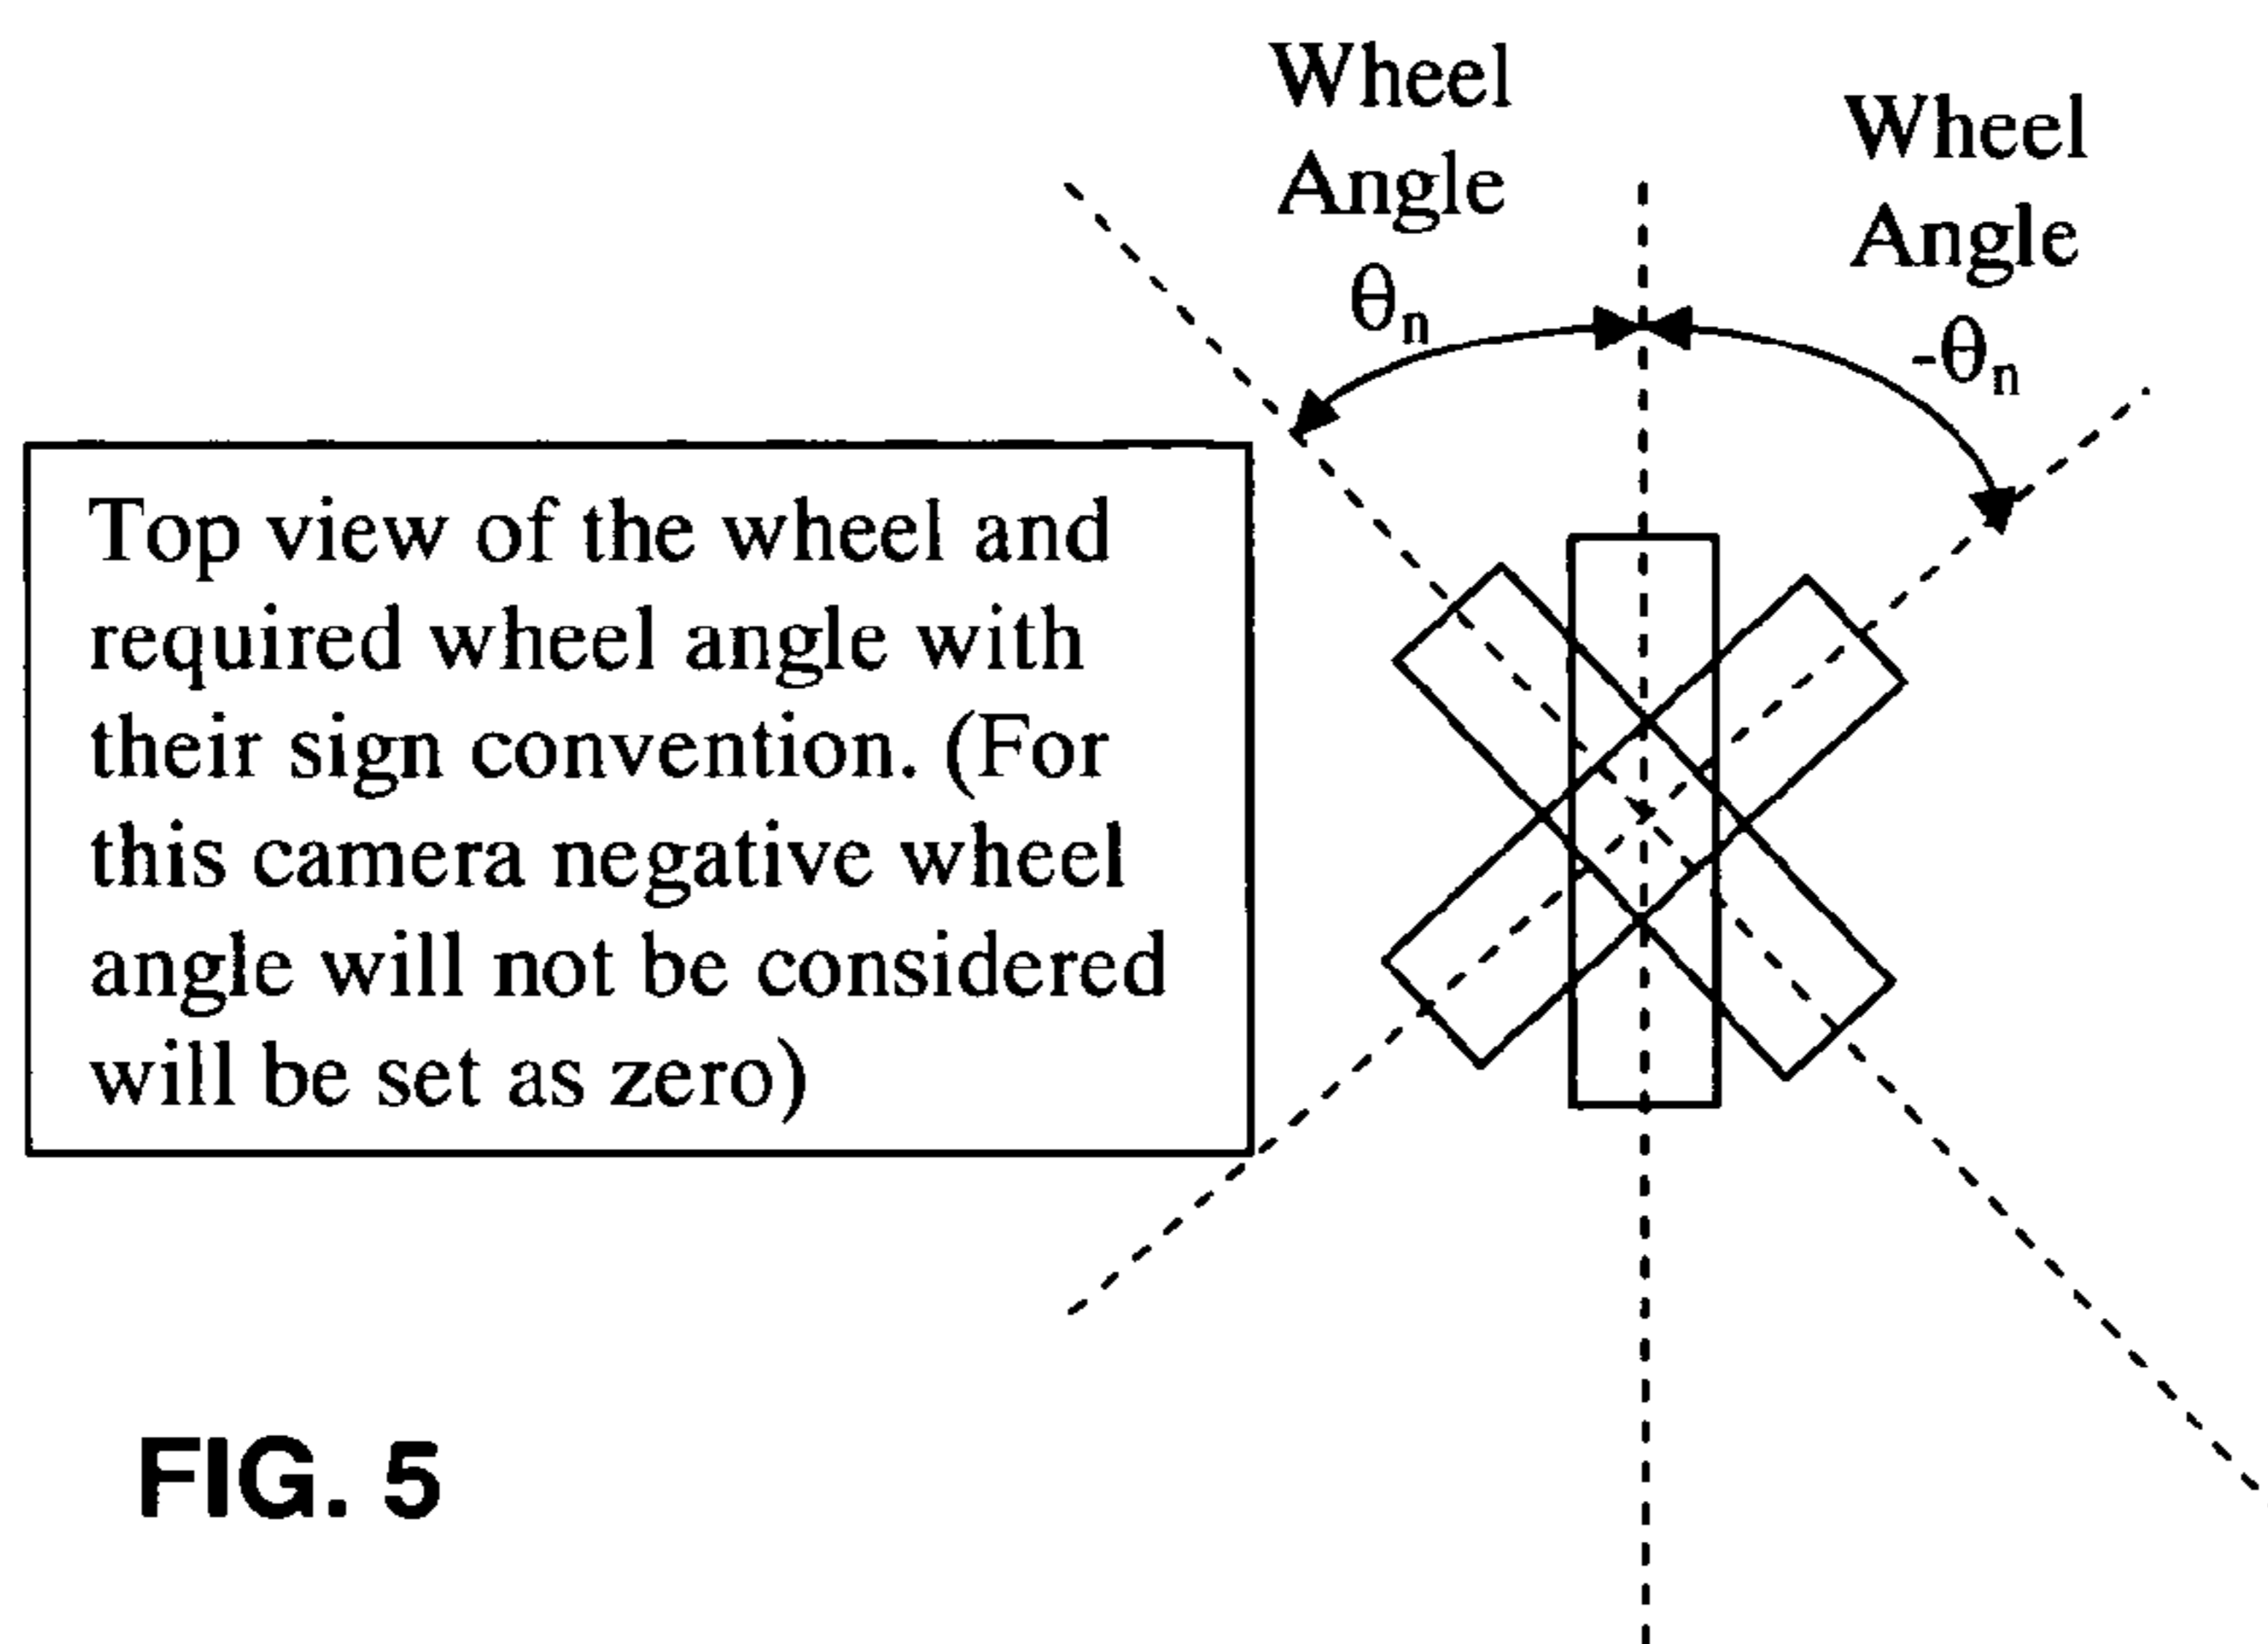 Wheel
Angle
θn
Wheel
Angle
-θn
Top view of the wheel and
required wheel angle with
their sign convention. (For
this camera negative wheel
angle will not be considered
will be set as zero)
FIG. 5